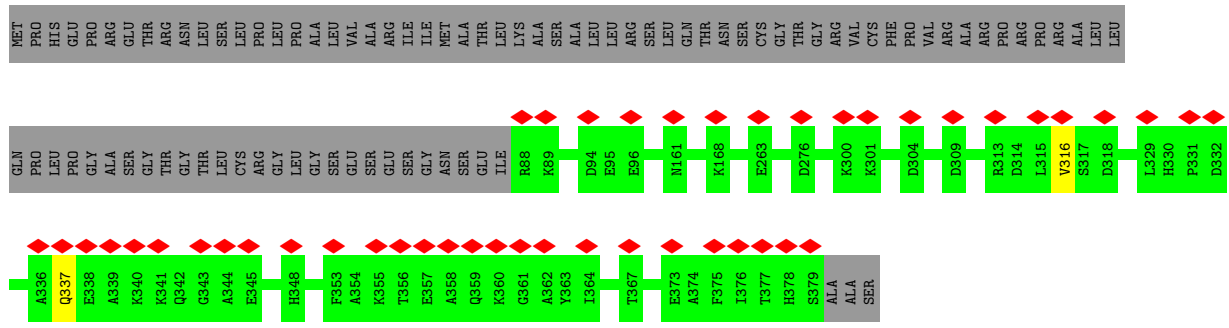 MET PRO HIS GLU PRO ARG GLU THR ARG ASN LEU SER LEU PRO LEU PRO ALA LEU VAL ALA ARG ILE ILE MET ALA THR LEU LYS ALA SER ALA LEU LEU ARG SER LEU GLN THR ASN SER CYS GLY THR GLY ARG VAL CYS PHE PRO VAL ARG ALA ARG PRO ARG PRO ARG ALA LEU LEU
GLN PRO LEU PRO GLY ALA SER GLY THR GLY THR LEU CYS ARG GLY LEU GLY SER GLU SER GLU SER GLY ASN SER GLU ILE R88 K89 D94 E95 E96 N161 K168 E263 D276 K300 K301 D304 D309 R313 D314 L315 V316 S317 D318 L329 H330 P331 D332
A336 Q337 E338 A339 K340 K341 Q342 G343 A344 E345 H348 F353 A354 K355 T356 E357 A358 Q359 K360 G361 A362 Y363 I364 T367 E373 A374 F375 I376 T377 H378 S379 ALA ALA SER